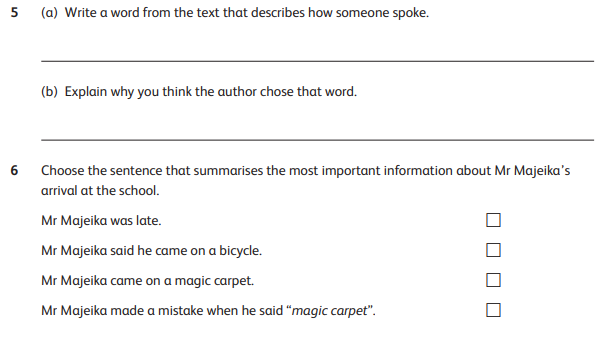 5 (a) Write a word from the text that describes how someone spoke.
(b) Explain why you think the author chose that word.
6 Choose the sentence that summarises the most important information about Mr Majeika's
arrival at the school.
Mr Majeika was late.
Mr Majeika said he came on a bicycle.
Mr Majeika came on a magic carpet.
Mr Majeika made a mistake when he said “magic carpet”.